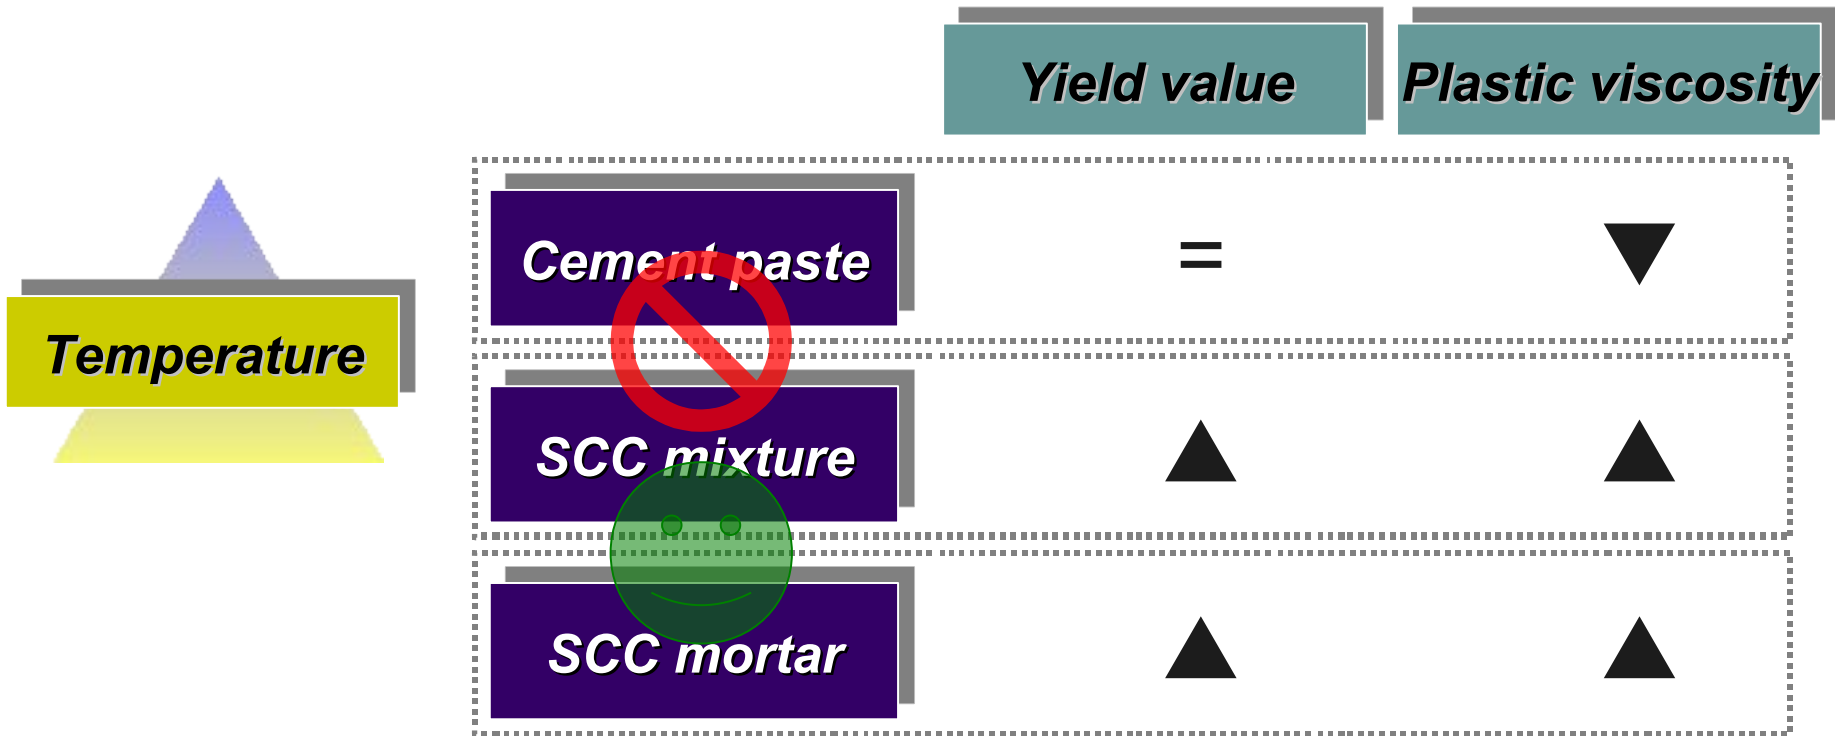 Yield value
Plastic viscosity
Temperature
Cement paste
=
SCC mixture
SCC mortar